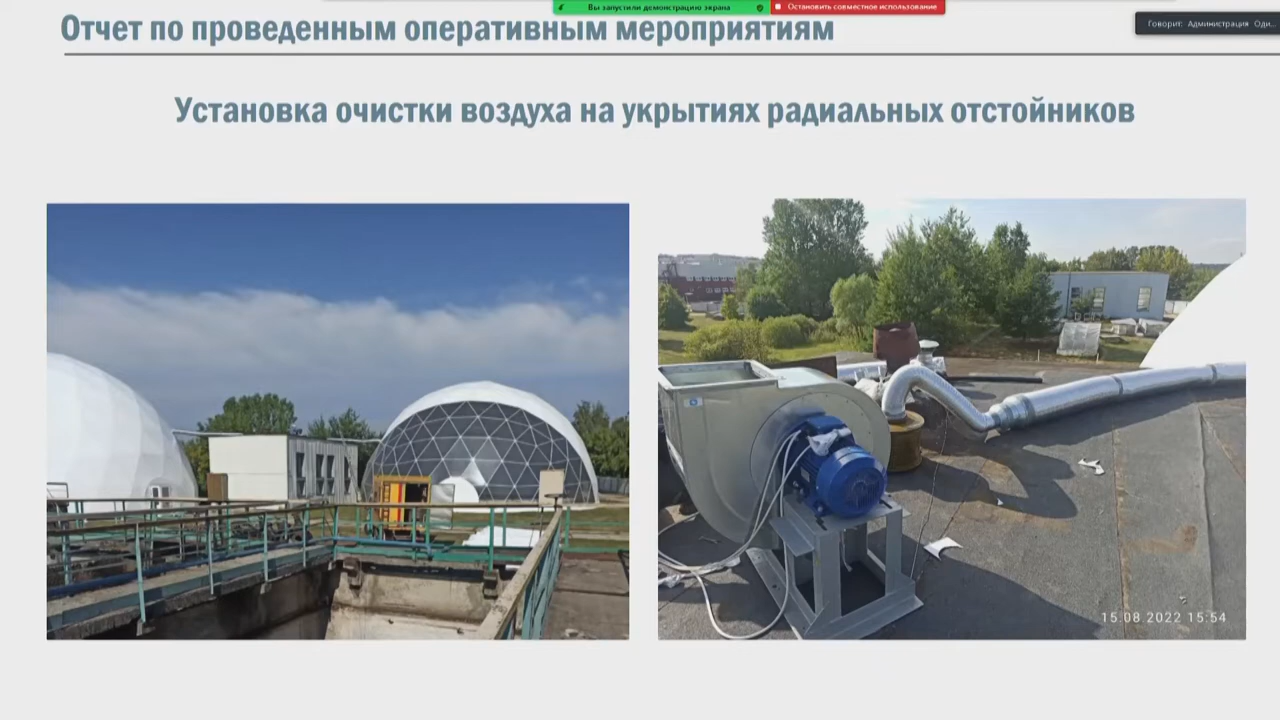 Вы запустили демонстрацию экрана
Остановить совместное использование
Говорит: Администрация Оди...
Отчет по проведенным оперативным мероприятиям
Установка очистки воздуха на укрытиях радиальных отстойников
15.08.2022 15:54